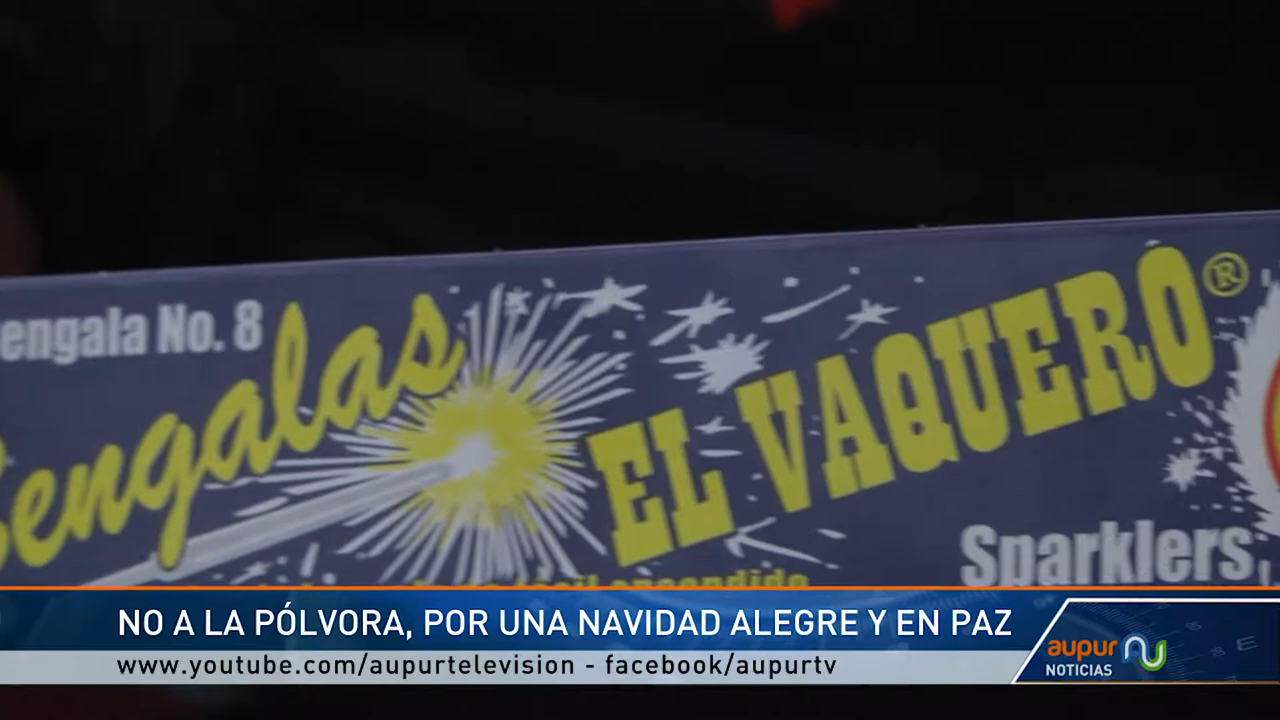 engala No. 8
Bengalas
EL VAQUERO®
Sparklers
NO A LA PÓLVORA, POR UNA NAVIDAD ALEGRE Y EN PAZ
www.youtube.com/aupurtelevision - facebook/aupurtv
aupur
NOTICIAS